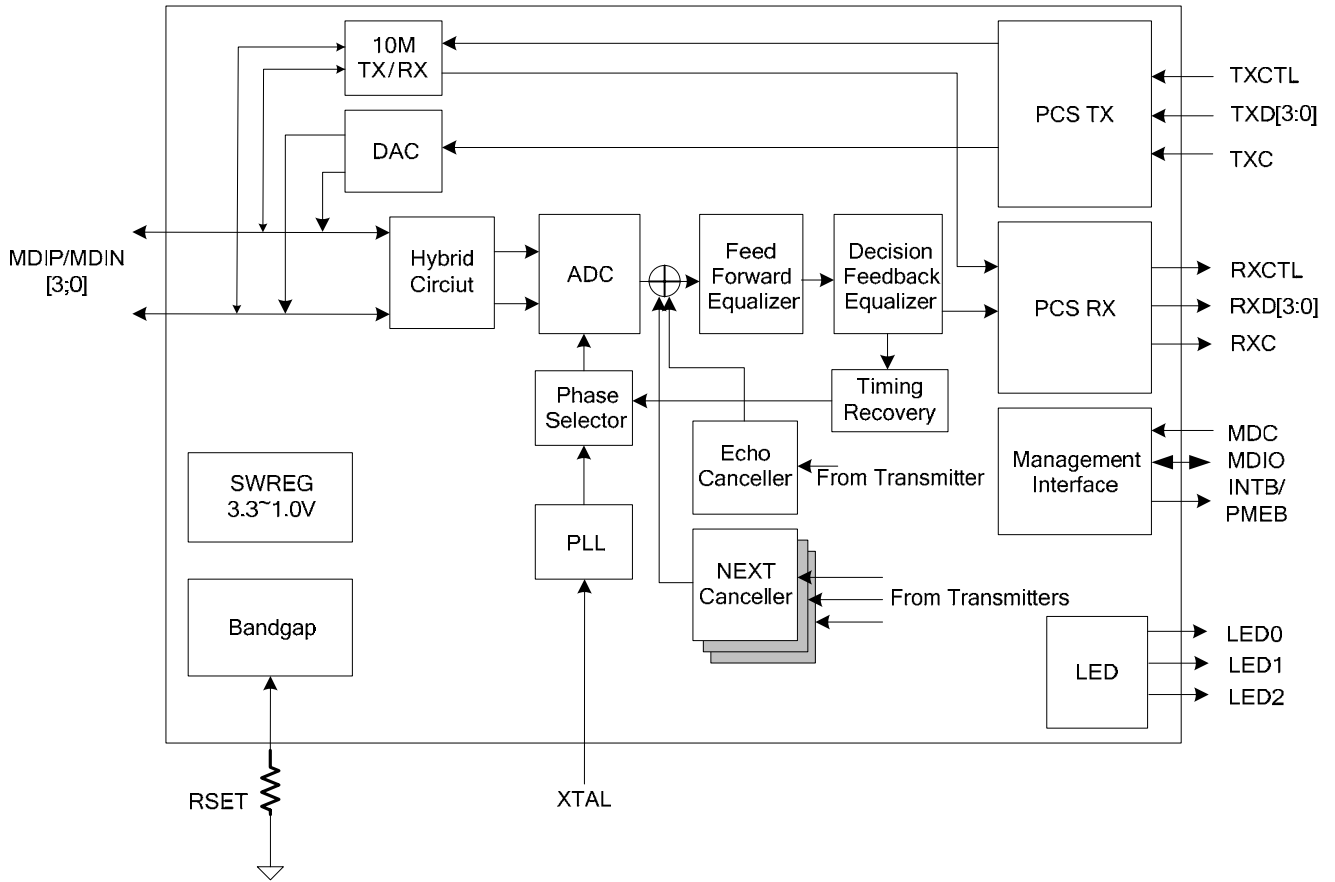 10M
TX/RX
DAC
PCS TX
TXCTL
TXD[3:0]
TXC
MDIP/MDIN
[3;0]
Hybrid
Circiut
ADC
Feed
Forward
Equalizer
Decision
Feedback
Equalizer
PCS RX
RXCTL
RXD[3:0]
RXC
Phase
Selector
Timing
Recovery
Echo
Canceller
From Transmitter
Management
Interface
MDC
MDIO
INTB/
PMEB
SWREG
3.3~1.0V
PLL
NEXT
Canceller
From Transmitters
Bandgap
LED
LED0
LED1
LED2
RSET
XTAL